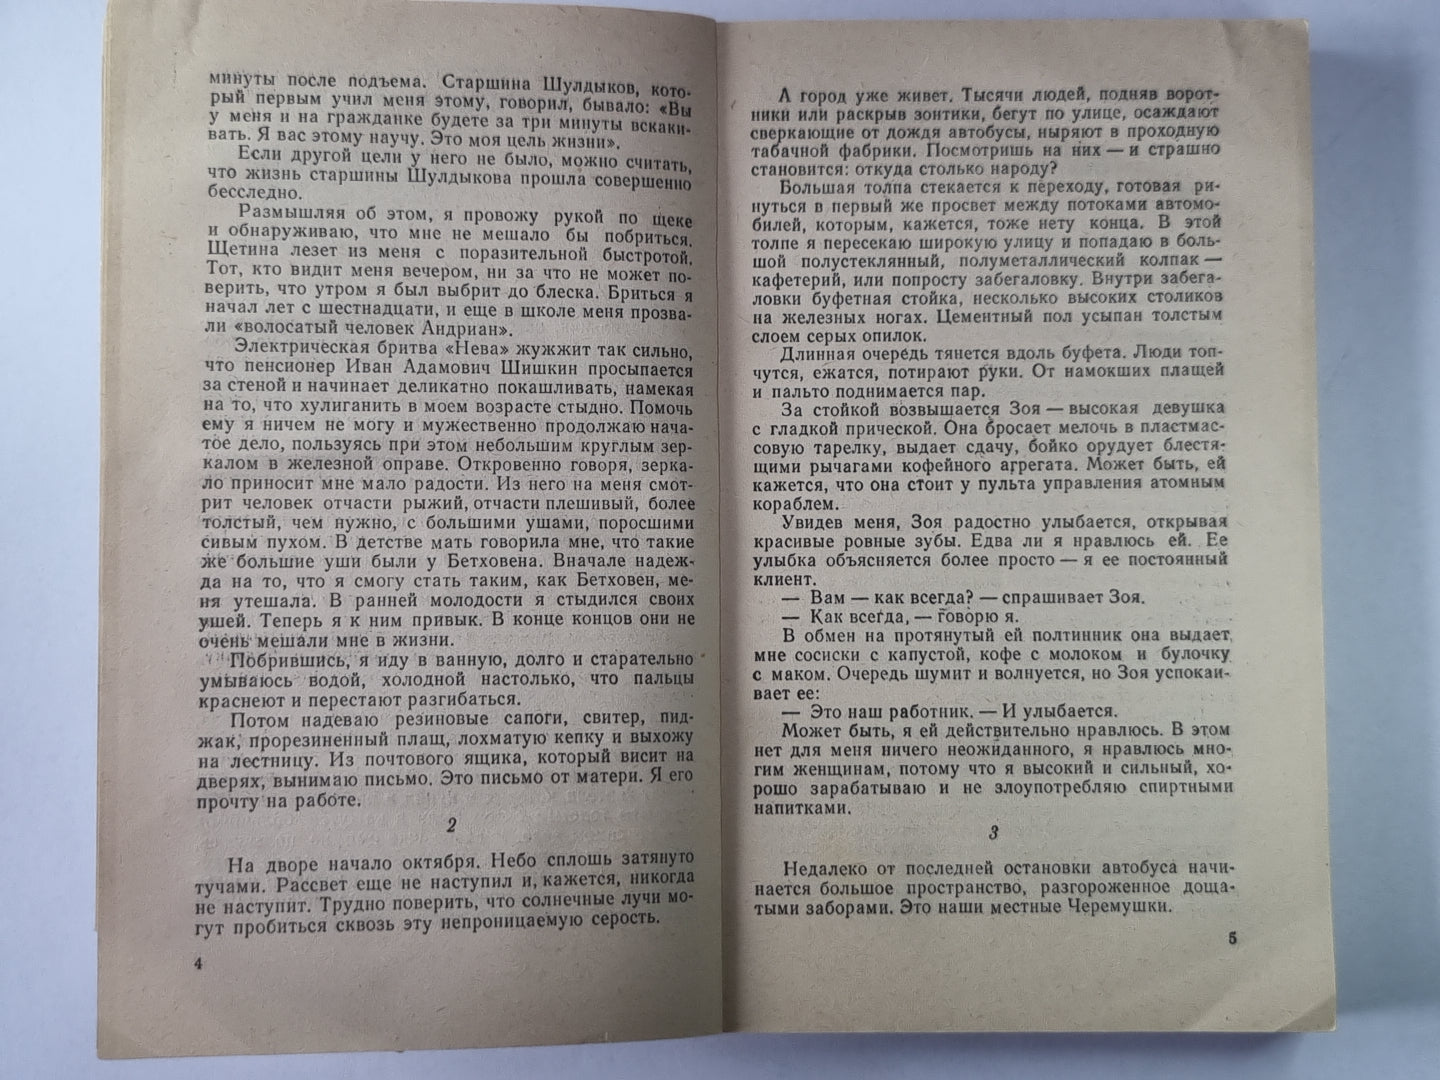 минуты после подъема. Старшина Шулдыков, кото-
рый первым учил меня этому, говорил, бывало: «Вы
у меня и на гражданке будете за три минуты вскаки-
вать. Я вас этому научу. Это моя цель жизни».
Если другой цели у него не было, можно считать,
что жизнь старшины Шулдыкова прошла совершенно
бесследно.
Размышляя об этом, я провожу рукой по щеке
и обнаруживаю, что мне не мешало бы побриться.
Щетина лезет из меня с поразительной быстротой.
Тот, кто видит меня вечером, ни за что не может по-
верить, что утром я был выбрит до блеска. Бриться я
начал лет с шестнадцати, и еще в школе меня прозва-
ли «волосатый человек Андриан».
Электрическая бритва «Нева» жужжит так сильно,
что пенсионер Иван Адамович Шишкин просыпается
за стеной и начинает деликатно покашливать, намекая
на то, что хулиганить в моем возрасте стыдно. Помочь
ему я ничем не могу и мужественно продолжаю нача-
тое дело, пользуясь при этом небольшим круглым зер-
калом в железной оправе. Откровенно говоря, зерка-
ло приносит мне мало радости. Из него на меня смот-
рит человек отчасти рыжий, отчасти плешивый, более
толстый, чем нужно, с большими ушами, поросшими
сивым пухом. В детстве мать говорила мне, что такие
же большие уши были у Бетховена. Вначале надеж-
да на то, что я смогу стать таким, как Бетховен, ме-
ня утешала. В ранней молодости я стыдился своих
ушей. Теперь я к ним привык. В конце концов они не
очень мешали мне в жизни.
Побрившись, я иду в ванную, долго и старательно
умываюсь водой, холодной настолько, что пальцы
краснеют и перестают разгибаться.
Потом надеваю резиновые сапоги, свитер, пид-
жак, прорезиненный плащ, лохматую кепку и выхожу
на лестницу. Из почтового ящика, который висит на
дверях, вынимаю письмо. Это письмо от матери. Я его
прочту на работе.
2
На дворе начало октября. Небо сплошь затянуто
тучами. Рассвет еще не наступил и, кажется, никогда
не наступит. Трудно поверить, что солнечные лучи мо-
гут пробиться сквозь эту непроницаемую серость.
4
А город уже живет. Тысячи людей, подняв ворот-
ники или раскрыв зонтики, бегут по улице, осаждают
сверкающие от дождя автобусы, ныряют в проходную
табачной фабрики. Посмотришь на них — и страшно
становится: откуда столько народу?
Большая толпа стекается к переходу, готовая ри-
нуться в первый же просвет между потоками автомо-
билей, которым, кажется, тоже нету конца. В этой
толпе я пересекаю широкую улицу и попадаю в боль-
шой полустеклянный, полуметаллический колпак —
кафетерий, или попросту забегаловку. Внутри забега-
ловки буфетная стойка, несколько высоких столиков
на железных ногах. Цементный пол усыпан толстым
слоем серых опилок.
Длинная очередь тянется вдоль буфета. Люди топ-
чутся, ежатся, потирают руки. От намокших плащей
и пальто поднимается пар.
За стойкой возвышается Зоя — высокая девушка
с гладкой прической. Она бросает мелочь в пластмас-
совую тарелку, выдает сдачу, бойко орудует блестя-
щими рычагами кофейного агрегата. Может быть, ей
кажется, что она стоит у пульта управления атомным
кораблем.
Увидев меня, Зоя радостно улыбается, открывая
красивые ровные зубы. Едва ли я нравлюсь ей. Ее
улыбка объясняется более просто — я ее постоянный
клиент.
— Вам — как всегда? — спрашивает Зоя.
— Как всегда, — говорю я.
В обмен на протянутый ей полтинник она выдает
мне сосиски с капустой, кофе с молоком и булочку
с маком. Очередь шумит и волнуется, но Зоя успокаи-
вает ее:
— Это наш работник. — И улыбается.
Может быть, я ей действительно нравлюсь. В этом
нет для меня ничего неожиданного, я нравлюсь мно-
гим женщинам, потому что я высокий и сильный, хо-
рошо зарабатываю и не злоупотребляю спиртными
напитками.
3
Недалеко от последней остановки автобуса начи-
нается большое пространство, разгороженное доща-
тыми заборами. Это наши местные Черемушки.
5